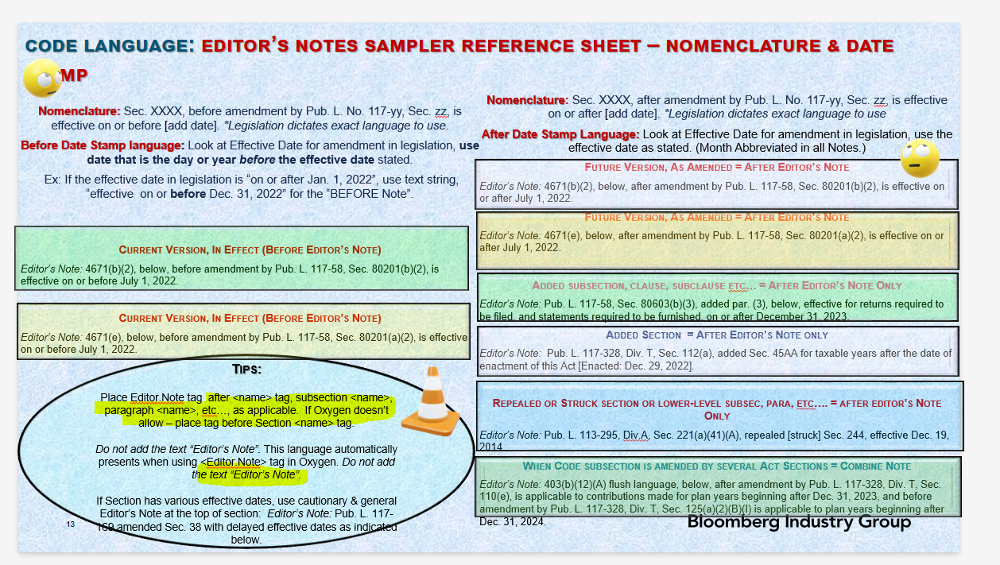 CODE LANGUAGE: EDITOR'S NOTES SAMPLER REFERENCE SHEET – NOMENCLATURE & DATE
MP
Nomenclature: Sec. XXXX, before amendment by Pub. L. No. 117-yy, Sec. zz, is
effective on or before [add date]. *Legislation dictates exact language to use.
Before Date Stamp language: Look at Effective Date for amendment in legislation, use
date that is the day or year before the effective date stated.
Ex: If the effective date in legislation is “on or after Jan. 1, 2022”, use text string,
“effective on or before Dec. 31, 2022” for the “BEFORE Note”.
CURRENT VERSION, IN EFFECT (BEFORE EDITOR'S NOTE)
Editor's Note: 4671(b)(2), below, before amendment by Pub. L. 117-58, Sec. 80201(b)(2), is
effective on or before July 1, 2022.
CURRENT VERSION, IN EFFECT (BEFORE EDITOR'S NOTE)
Editor's Note: 4671(e), below, before amendment by Pub. L. 117-58, Sec. 80201(a)(2), is effective
on or before July 1, 2022.
TIPS:
Place Editor.Note tag after <name> tag, subsection <name>,
paragraph <name>, etc…, as applicable. If Oxygen doesn't
allow – place tag before Section <name> tag.
Do not add the text “Editor's Note”. This language automatically
presents when using <Editor.Note> tag in Oxygen. Do not add
the text “Editor's Note”.
If Section has various effective dates, use cautionary & general
Editor's Note at the top of section: Editor's Note: Pub. L. 117-
169 amended Sec. 38 with delayed effective dates as indicated
below.
13
Nomenclature: Sec. XXXX, after amendment by Pub. L. No. 117-yy, Sec. zz, is effective
on or after [add date]. *Legislation dictates exact language to use
After Date Stamp Language: Look at Effective Date for amendment in legislation, use the
effective date as stated. (Month Abbreviated in all Notes.)
FUTURE VERSION, AS AMENDED = AFTER EDITOR'S NOTE
Editor's Note: 4671(b)(2), below, after amendment by Pub. L. 117-58, Sec. 80201(b)(2), is effective on
or after July 1, 2022.
FUTURE VERSION, AS AMENDED = AFTER EDITOR'S NOTE
Editor's Note: 4671(e), below, after amendment by Pub. L. 117-58, Sec. 80201(a)(2), is effective on or
after July 1, 2022.
ADDED SUBSECTION, CLAUSE, SUBCLAUSE ETC… = AFTER EDITOR'S NOTE ONLY
Editor's Note: Pub. L. 117-58, Sec. 80603(b)(3), added par. (3), below, effective for returns required to
be filed, and statements required to be furnished, on or after December 31, 2023.
ADDED SECTION = AFTER EDITOR'S NOTE ONLY
Editor's Note: Pub. L. 117-328, Div. T, Sec. 112(a), added Sec. 45AA for taxable years after the date of
enactment of this Act [Enacted: Dec. 29, 2022].
REPEALED OR STRUCK SECTION OR LOWER-LEVEL SUBSEC, PARA, ETC…. = AFTER EDITOR'S NOTE
ONLY
Editor's Note: Pub. L. 113-295, Div.A, Sec. 221(a)(41)(A), repealed [struck] Sec. 244, effective Dec. 19,
2014.
WHEN CODE SUBSECTION IS AMENDED BY SEVERAL ACT SECTIONS = COMBINE NOTE
Editor's Note: 403(b)(12)(A) flush language, below, after amendment by Pub. L. 117-328, Div. T, Sec.
110(e), is applicable to contributions made for plan years beginning after Dec. 31, 2023, and before
amendment by Pub. L. 117-328, Div. T, Sec. 125(a)(2)(B)(I) is applicable to plan years beginning after
Dec. 31, 2024.
Bloomberg Industry Group